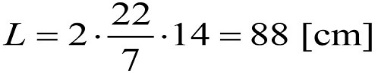 L = 2 · 22/7 · 14 = 88 [cm]